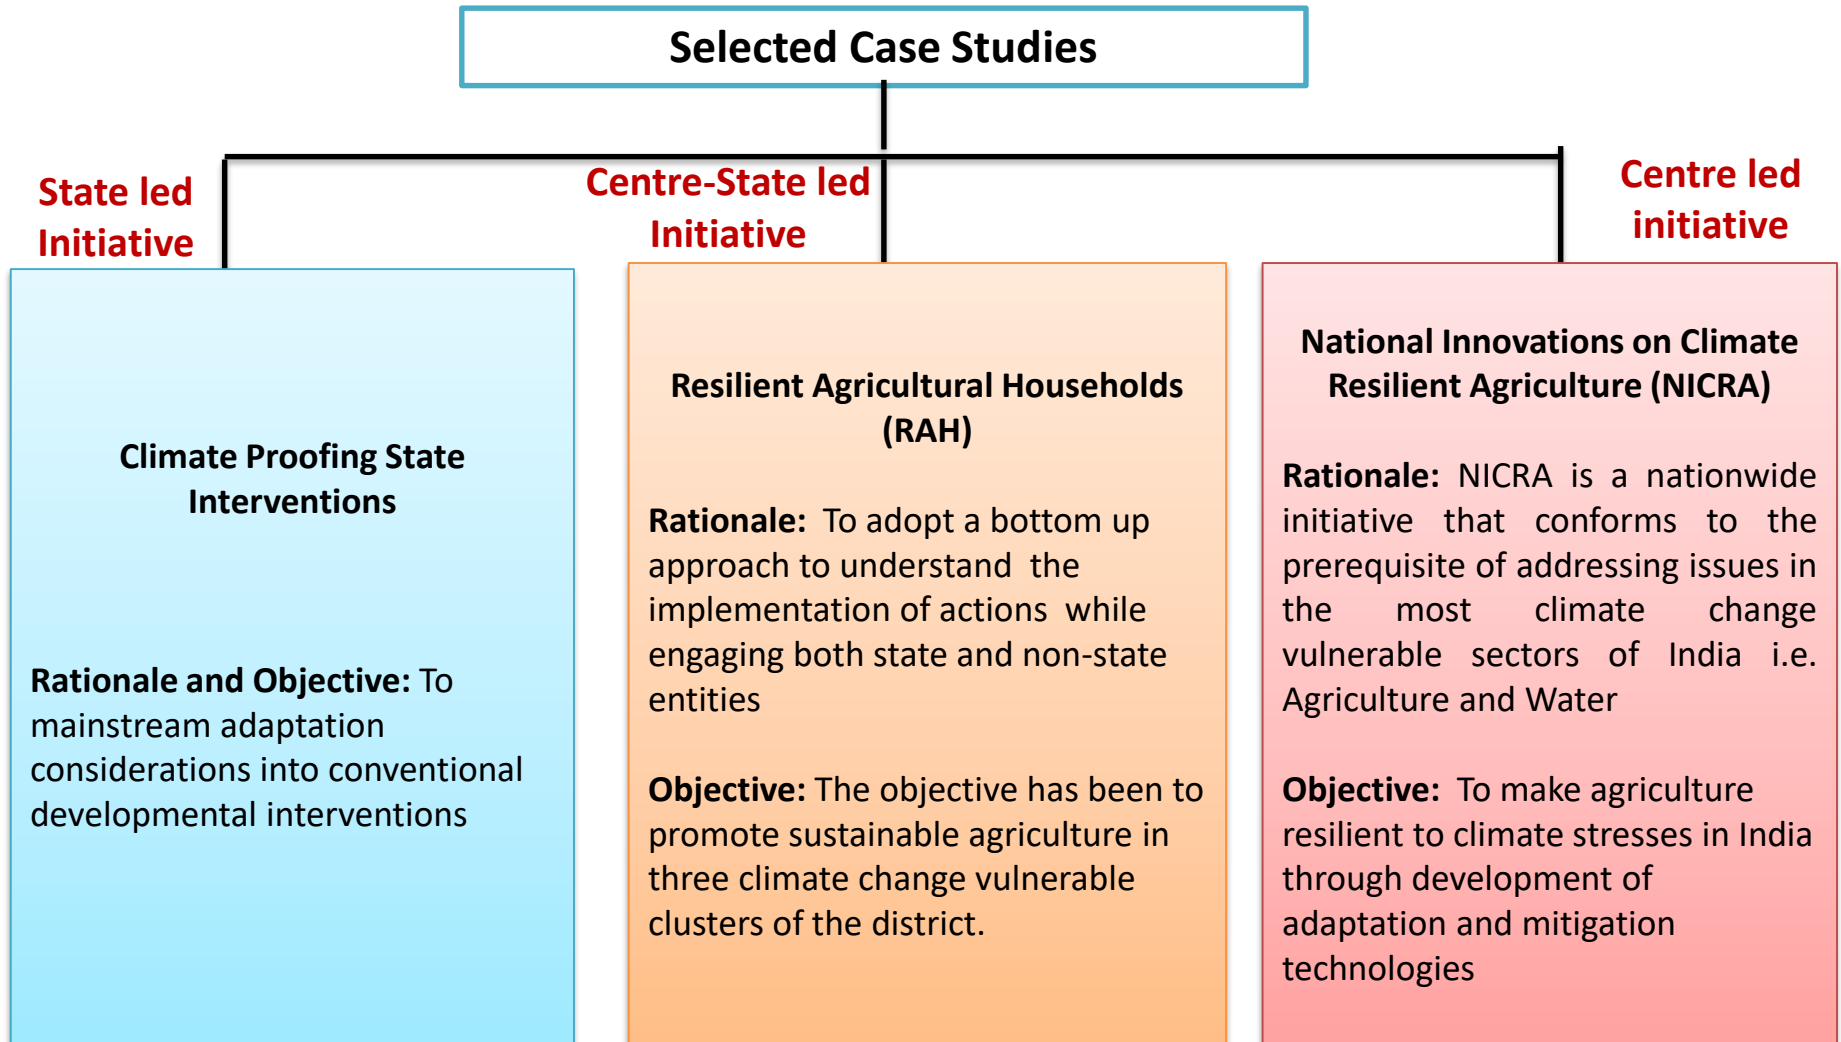 Selected Case Studies
State led
Initiative
Centre-State led
Initiative
Centre led
initiative
Climate Proofing State
Interventions
Rationale and Objective: To
mainstream adaptation
considerations into conventional
developmental interventions
Resilient Agricultural Households
(RAH)
Rationale: To adopt a bottom up
approach to understand the
implementation of actions while
engaging both state and non-state
entities
Objective: The objective has been to
promote sustainable agriculture in
three climate change vulnerable
clusters of the district.
National Innovations on Climate
Resilient Agriculture (NICRA)
Rationale: NICRA is a nationwide
initiative that conforms to the
prerequisite of addressing issues in
the most climate change
vulnerable sectors of India i.e.
Agriculture and Water
Objective: To make agriculture
resilient to climate stresses in India
through development of
adaptation and mitigation
technologies